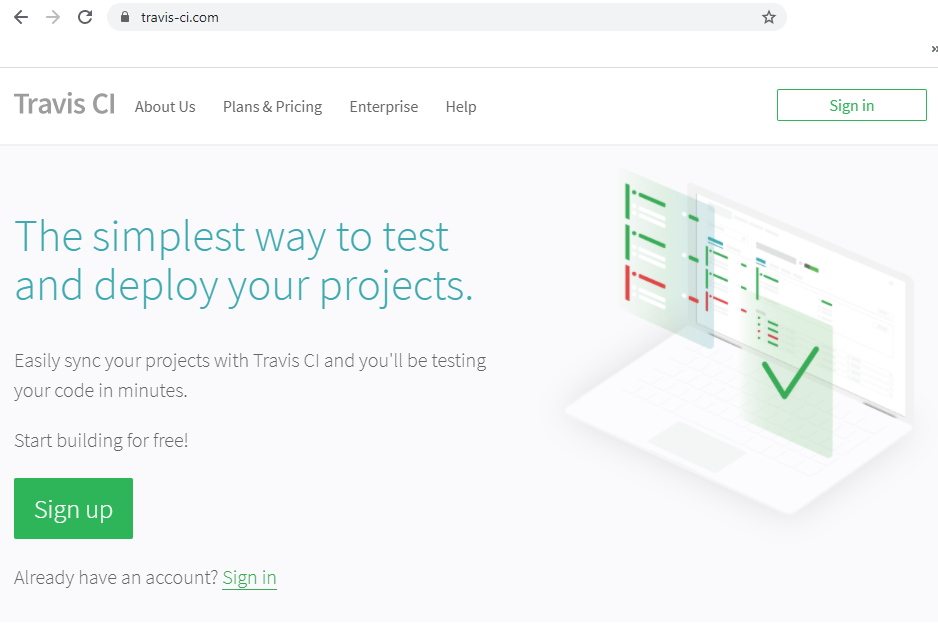 travis-ci.com
»
Travis CI
About Us
Plans & Pricing
Enterprise
Help
Sign in
The simplest way to test
and deploy your projects.
Easily sync your projects with Travis CI and you'll be testing
your code in minutes.
Start building for free!
Sign up
Already have an account? Sign in